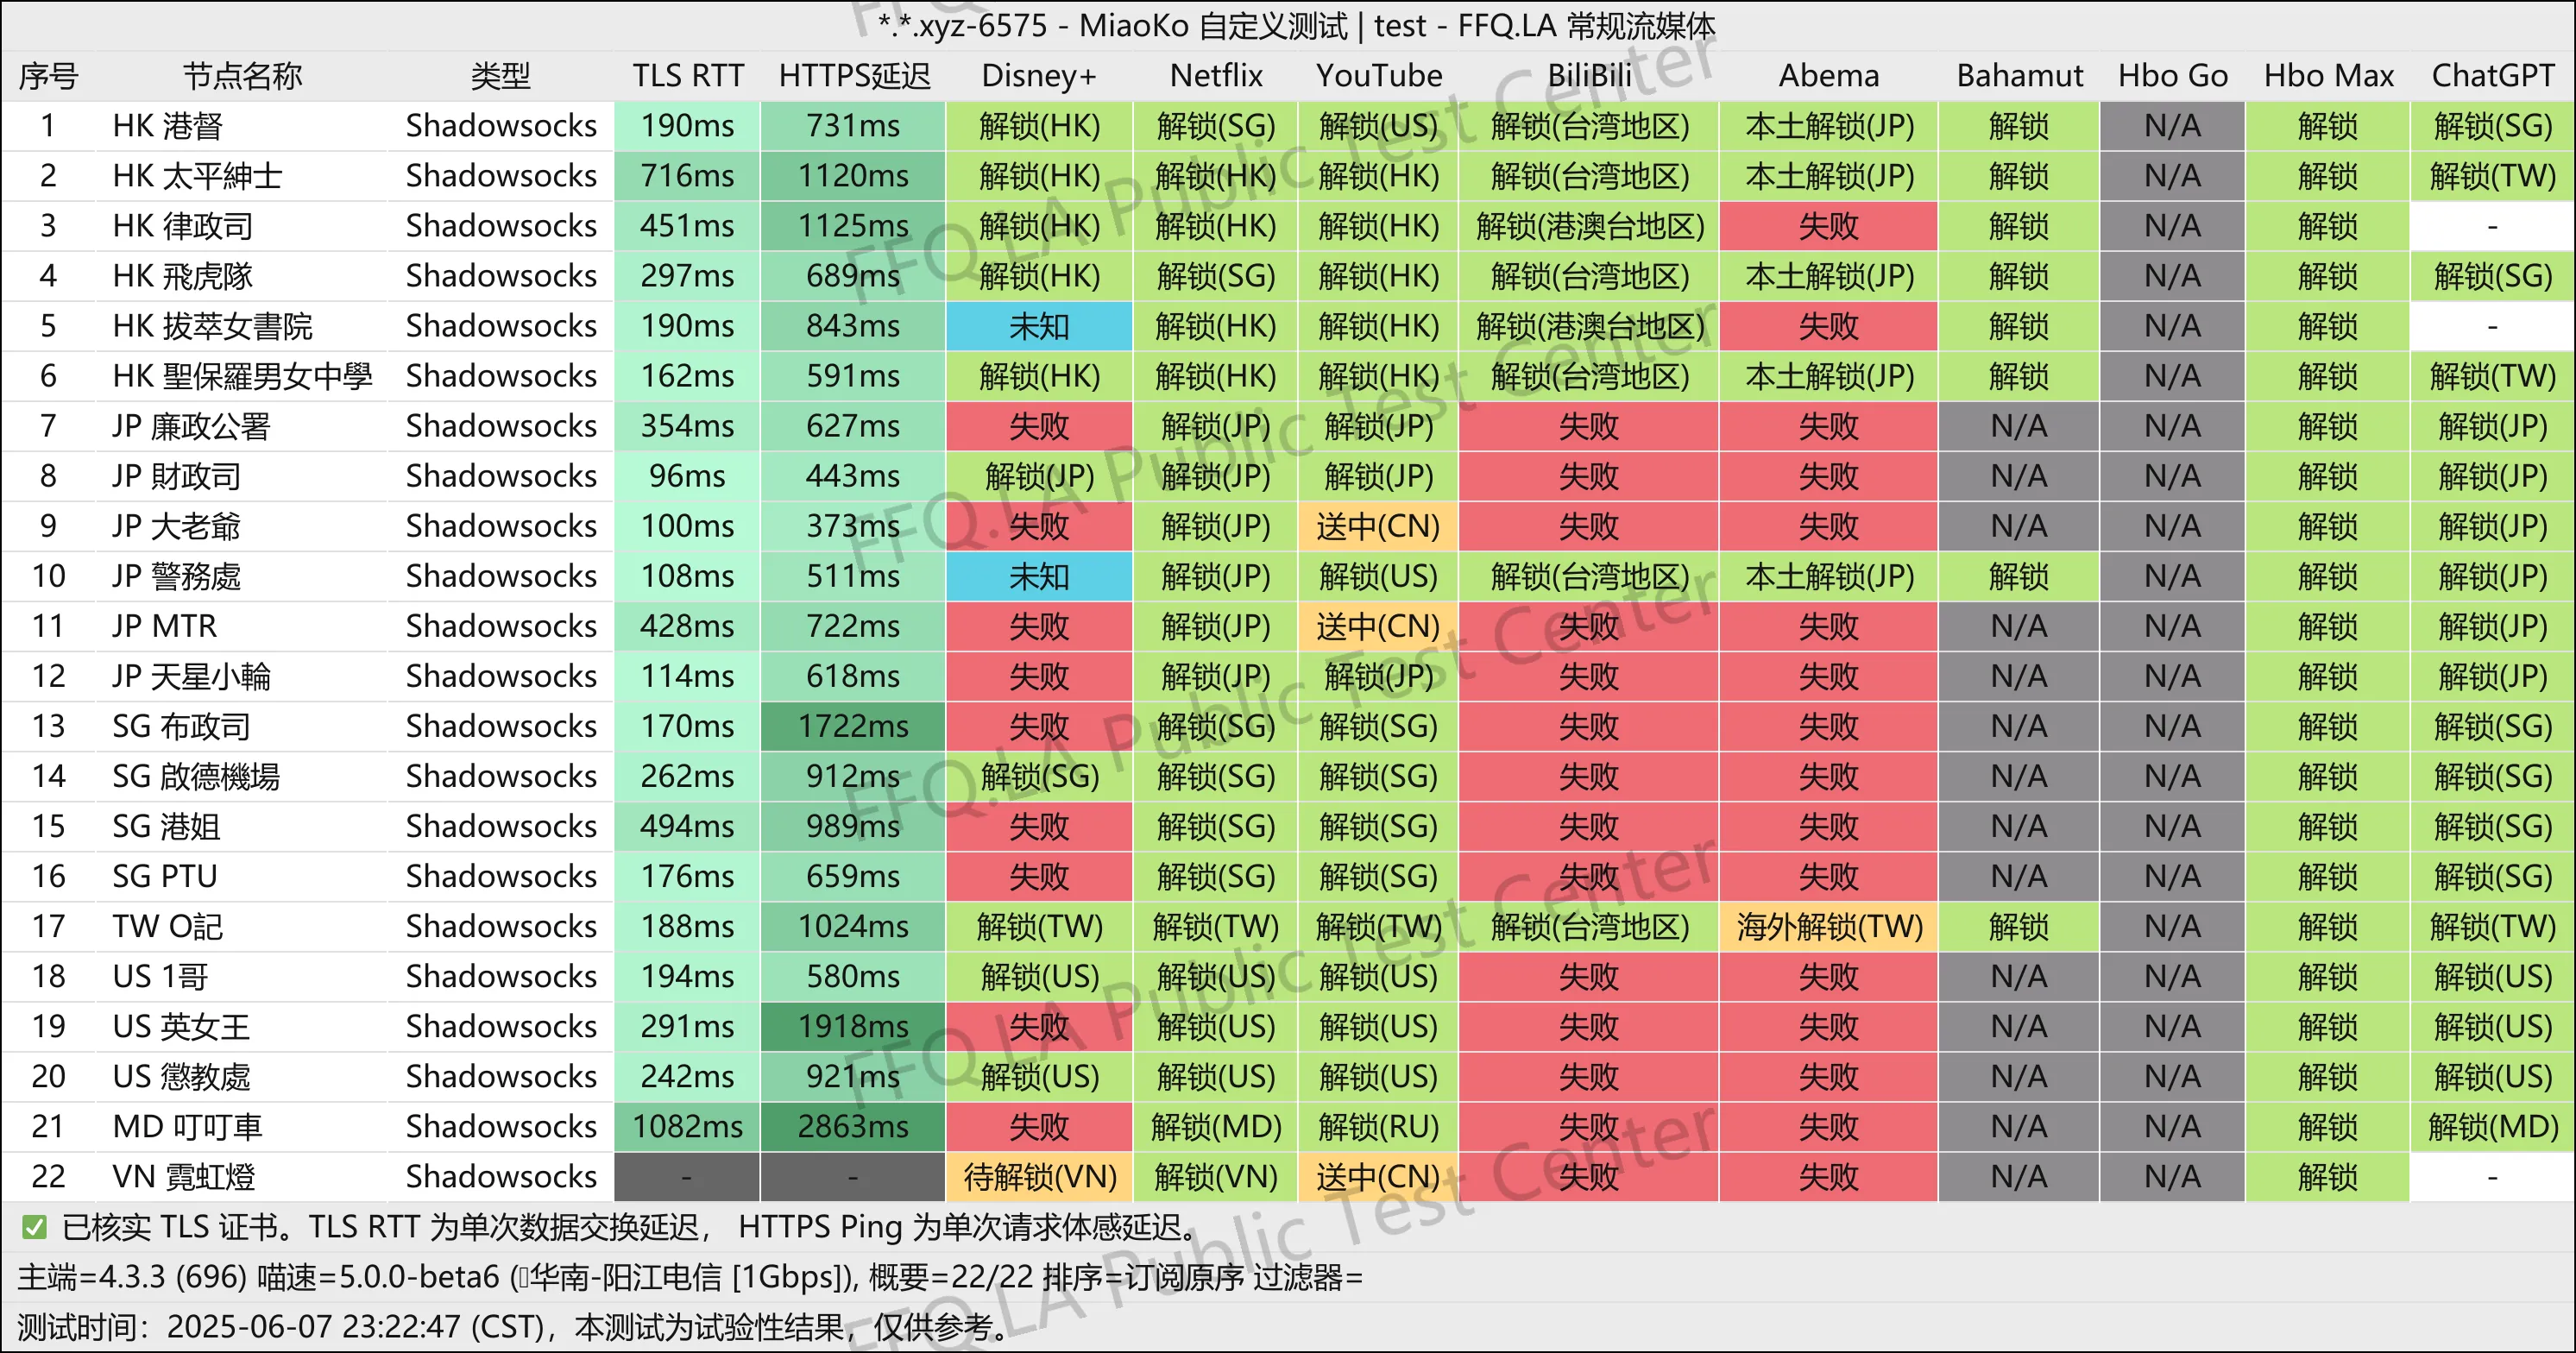 *.*.xyz-6575 - MiaoKo 自定义测试 | test - FFQ.LA 常规流媒体
序号 节点名称 类型 TLS RTT HTTPS延迟 Disney+ Netflix YouTube BiliBili Abema Bahamut Hbo Go Hbo Max ChatGPT
1 HK 港督 Shadowsocks 190ms 731ms 解锁(HK) 解锁(SG) 解锁(US) 解锁(台湾地区) 本土解锁(JP) 解锁 N/A 解锁 解锁(SG)
2 HK 太平紳士 Shadowsocks 716ms 1120ms 解锁(HK) 解锁(HK) 解锁(HK) 解锁(台湾地区) 本土解锁(JP) 解锁 N/A 解锁 解锁(TW)
3 HK 律政司 Shadowsocks 451ms 1125ms 解锁(HK) 解锁(HK) 解锁(HK) 解锁(港澳台地区) 失败 解锁 N/A 解锁 -
4 HK 飛虎隊 Shadowsocks 297ms 689ms 解锁(HK) 解锁(SG) 解锁(HK) 解锁(台湾地区) 本土解锁(JP) 解锁 N/A 解锁 解锁(SG)
5 HK 拔萃女書院 Shadowsocks 190ms 843ms 未知 解锁(HK) 解锁(HK) 解锁(港澳台地区) 失败 解锁 N/A 解锁 -
6 HK 聖保羅男女中學 Shadowsocks 162ms 591ms 解锁(HK) 解锁(HK) 解锁(HK) 解锁(台湾地区) 本土解锁(JP) 解锁 N/A 解锁 解锁(TW)
7 JP 廉政公署 Shadowsocks 354ms 627ms 失败 解锁(JP) 解锁(JP) 失败 失败 N/A N/A 解锁 解锁(JP)
8 JP 財政司 Shadowsocks 96ms 443ms 解锁(JP) 解锁(JP) 解锁(JP) 失败 失败 N/A N/A 解锁 解锁(JP)
9 JP 大老爺 Shadowsocks 100ms 373ms 失败 解锁(JP) 送中(CN) 失败 失败 N/A N/A 解锁 解锁(JP)
10 JP 警務處 Shadowsocks 108ms 511ms 未知 解锁(JP) 解锁(US) 解锁(台湾地区) 本土解锁(JP) 解锁 N/A 解锁 解锁(JP)
11 JP MTR Shadowsocks 428ms 722ms 失败 解锁(JP) 送中(CN) 失败 失败 N/A N/A 解锁 解锁(JP)
12 JP 天星小輪 Shadowsocks 114ms 618ms 失败 解锁(JP) 解锁(JP) 失败 失败 N/A N/A 解锁 解锁(JP)
13 SG 布政司 Shadowsocks 170ms 1722ms 失败 解锁(SG) 解锁(SG) 失败 失败 N/A N/A 解锁 解锁(SG)
14 SG 啟德機場 Shadowsocks 262ms 912ms 解锁(SG) 解锁(SG) 解锁(SG) 失败 失败 N/A N/A 解锁 解锁(SG)
15 SG 港姐 Shadowsocks 494ms 989ms 失败 解锁(SG) 解锁(SG) 失败 失败 N/A N/A 解锁 解锁(SG)
16 SG PTU Shadowsocks 176ms 659ms 失败 解锁(SG) 解锁(SG) 失败 失败 N/A N/A 解锁 解锁(SG)
17 TW O記 Shadowsocks 188ms 1024ms 解锁(TW) 解锁(TW) 解锁(TW) 解锁(台湾地区) 海外解锁(TW) 解锁 N/A 解锁 解锁(TW)
18 US 1哥 Shadowsocks 194ms 580ms 解锁(US) 解锁(US) 解锁(US) 失败 失败 N/A N/A 解锁 解锁(US)
19 US 英女王 Shadowsocks 291ms 1918ms 失败 解锁(US) 解锁(US) 失败 失败 N/A N/A 解锁 解锁(US)
20 US 懲教處 Shadowsocks 242ms 921ms 解锁(US) 解锁(US) 解锁(US) 失败 失败 N/A N/A 解锁 解锁(US)
21 MD 叮叮車 Shadowsocks 1082ms 2863ms 失败 解锁(MD) 解锁(RU) 失败 失败 N/A N/A 解锁 解锁(MD)
22 VN 霓虹燈 Shadowsocks - - 待解锁(VN) 解锁(VN) 送中(CN) 失败 失败 N/A N/A 解锁 -
✅ 已核实 TLS 证书。TLS RTT 为单次数据交换延迟， HTTPS Ping 为单次请求体感延迟。
主端=4.3.3 (696) 喵速=5.0.0-beta6 (华南-阳江电信 [1Gbps]), 概要=22/22 排序=订阅原序 过滤器=
测试时间：2025-06-07 23:22:47 (CST)，本测试为试验性结果，仅供参考。
FFQ.LA Public Test Center
FFQ.LA Public Test Center
FFQ.LA Public Test Center
FFQ.LA Public Test Center
FFQ.LA Public Test Center